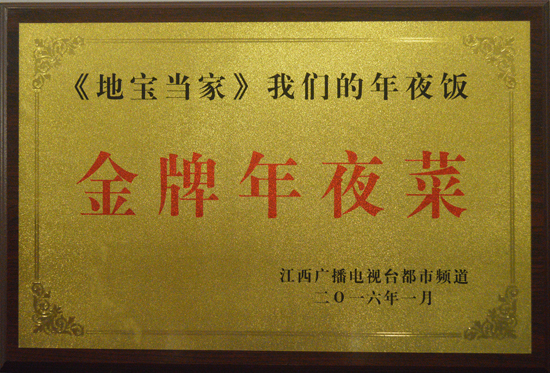 《地宝当家》我们的年夜饭
金牌年夜菜
江西广播电视台都市频道
二〇一六年一月